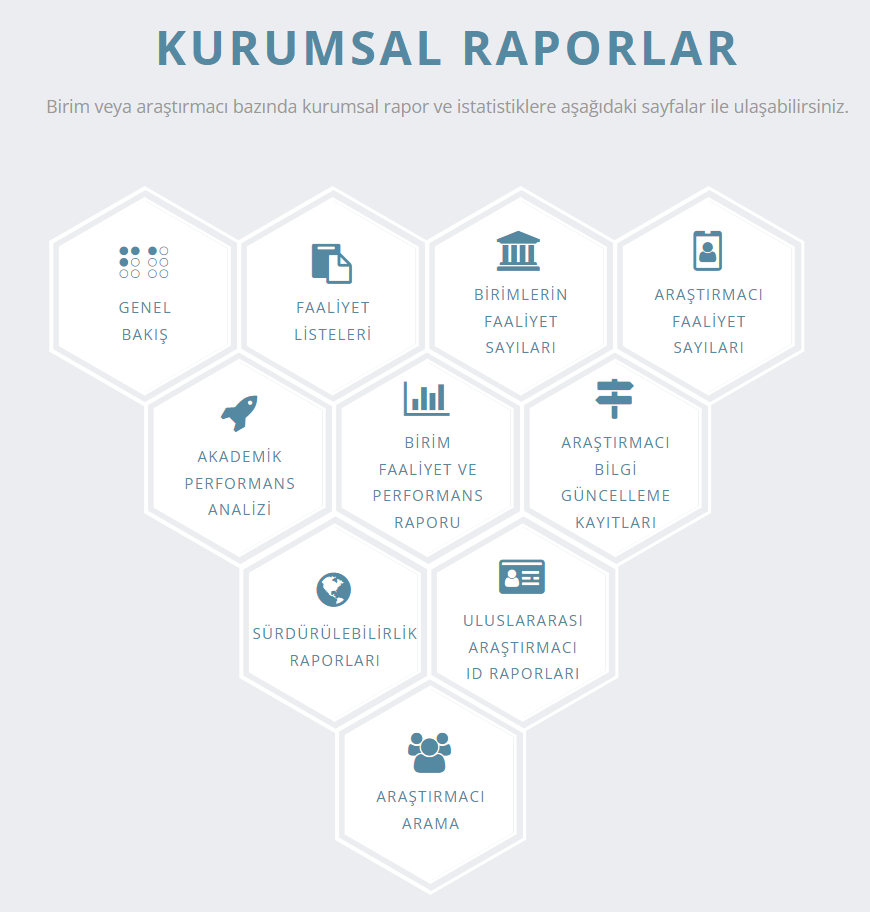 KURUMSAL RAPORLAR
Birim veya araştırmacı bazında kurumsal rapor ve istatistiklere aşağıdaki sayfalar ile ulaşabilirsiniz.
GENEL
BAKIŞ
FAALİYET
LİSTELERİ
BİRİMLERİN
FAALİYET
SAYILARI
ARAŞTIRMACI
FAALİYET
SAYILARI
AKADEMİK
PERFORMANS
ANALİZİ
BİRİM
FAALİYET VE
PERFORMANS
RAPORU
ARAŞTIRMACI
BİLGİ
GÜNCELLEME
KAYITLARI
SÜRDÜRÜLEBİLİRLİK
RAPORLARI
ULUSLARARASI
ARAŞTIRMACI
ID RAPORLARI
ARAŞTIRMACI
ARAMA